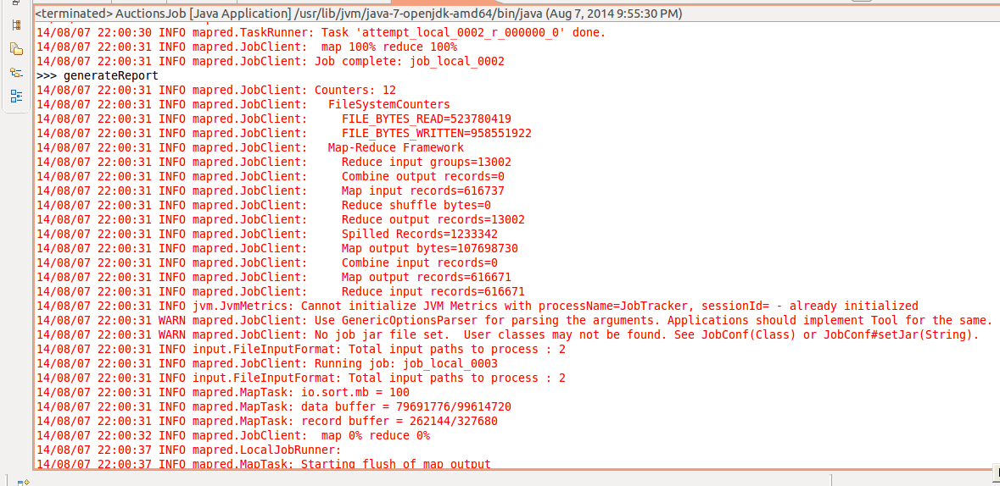 <terminated> AuctionsJob [Java Application] /usr/lib/jvm/java-7-openjdk-amd64/bin/java (Aug 7, 2014 9:55:30 PM)
14/08/07 22:00:30 INFO mapred.TaskRunner: Task 'attempt_local_0002_r_000000_0' done.
14/08/07 22:00:31 INFO mapred.JobClient:  map 100% reduce 100%
14/08/07 22:00:31 INFO mapred.JobClient: Job complete: job_local_0002
>>> generateReport
14/08/07 22:00:31 INFO mapred.JobClient: Counters: 12
14/08/07 22:00:31 INFO mapred.JobClient:   FileSystemCounters
14/08/07 22:00:31 INFO mapred.JobClient:     FILE_BYTES_READ=523780419
14/08/07 22:00:31 INFO mapred.JobClient:     FILE_BYTES_WRITTEN=958551922
14/08/07 22:00:31 INFO mapred.JobClient:   Map-Reduce Framework
14/08/07 22:00:31 INFO mapred.JobClient:     Reduce input groups=13002
14/08/07 22:00:31 INFO mapred.JobClient:     Combine output records=0
14/08/07 22:00:31 INFO mapred.JobClient:     Map input records=616737
14/08/07 22:00:31 INFO mapred.JobClient:     Reduce shuffle bytes=0
14/08/07 22:00:31 INFO mapred.JobClient:     Reduce output records=13002
14/08/07 22:00:31 INFO mapred.JobClient:     Spilled Records=1233342
14/08/07 22:00:31 INFO mapred.JobClient:     Map output bytes=107698730
14/08/07 22:00:31 INFO mapred.JobClient:     Combine input records=0
14/08/07 22:00:31 INFO mapred.JobClient:     Map output records=616671
14/08/07 22:00:31 INFO mapred.JobClient:     Reduce input records=616671
14/08/07 22:00:31 INFO jvm.JvmMetrics: Cannot initialize JVM Metrics with processName=JobTracker, sessionId= - already initialized
14/08/07 22:00:31 WARN mapred.JobClient: Use GenericOptionsParser for parsing the arguments. Applications should implement Tool for the same.
14/08/07 22:00:31 WARN mapred.JobClient: No job jar file set.  User classes may not be found. See JobConf(Class) or JobConf#setJar(String).
14/08/07 22:00:31 INFO input.FileInputFormat: Total input paths to process : 2
14/08/07 22:00:31 INFO mapred.JobClient: Running job: job_local_0003
14/08/07 22:00:31 INFO input.FileInputFormat: Total input paths to process : 2
14/08/07 22:00:31 INFO mapred.MapTask: io.sort.mb = 100
14/08/07 22:00:31 INFO mapred.MapTask: data buffer = 79691776/99614720
14/08/07 22:00:31 INFO mapred.MapTask: record buffer = 262144/327680
14/08/07 22:00:32 INFO mapred.JobClient:  map 0% reduce 0%
14/08/07 22:00:37 INFO mapred.LocalJobRunner:
14/08/07 22:00:37 INFO mapred.MapTask: Starting flush of map output